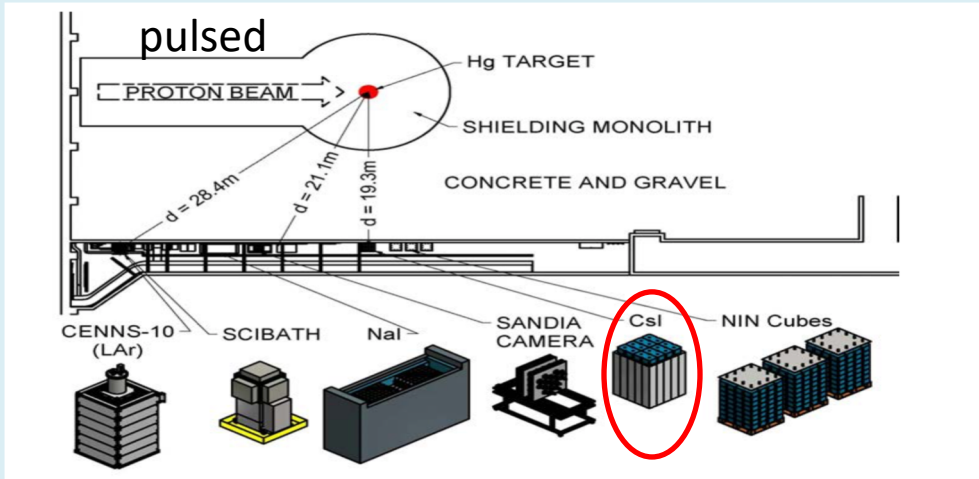 pulsed
Hg TARGET
PROTON BEAM
SHIELDING MONOLITH
d = 28.4m
d = 21.1m
d = 19.3m
CONCRETE AND GRAVEL
CENNS-10
(LAr)
SCIBATH
NaI
SANDIA
CAMERA
CsI
NIN Cubes